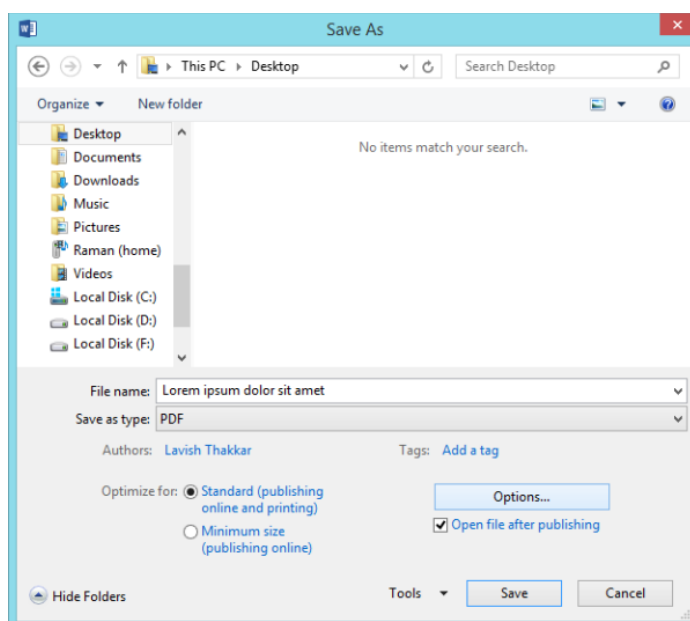 Save As
This PC Desktop
Search Desktop
Organize
New folder
Desktop
Documents
Downloads
Music
Pictures
Raman (home)
Videos
Local Disk (C:)
Local Disk (D:)
Local Disk (F:)
No items match your search.
File name: Lorem ipsum dolor sit amet
Save as type: PDF
Authors: Lavish Thakkar
Tags: Add a tag
Optimize for: Standard (publishing
online and printing)
Minimum size
(publishing online)
Options...
Open file after publishing
Hide Folders
Tools
Save
Cancel